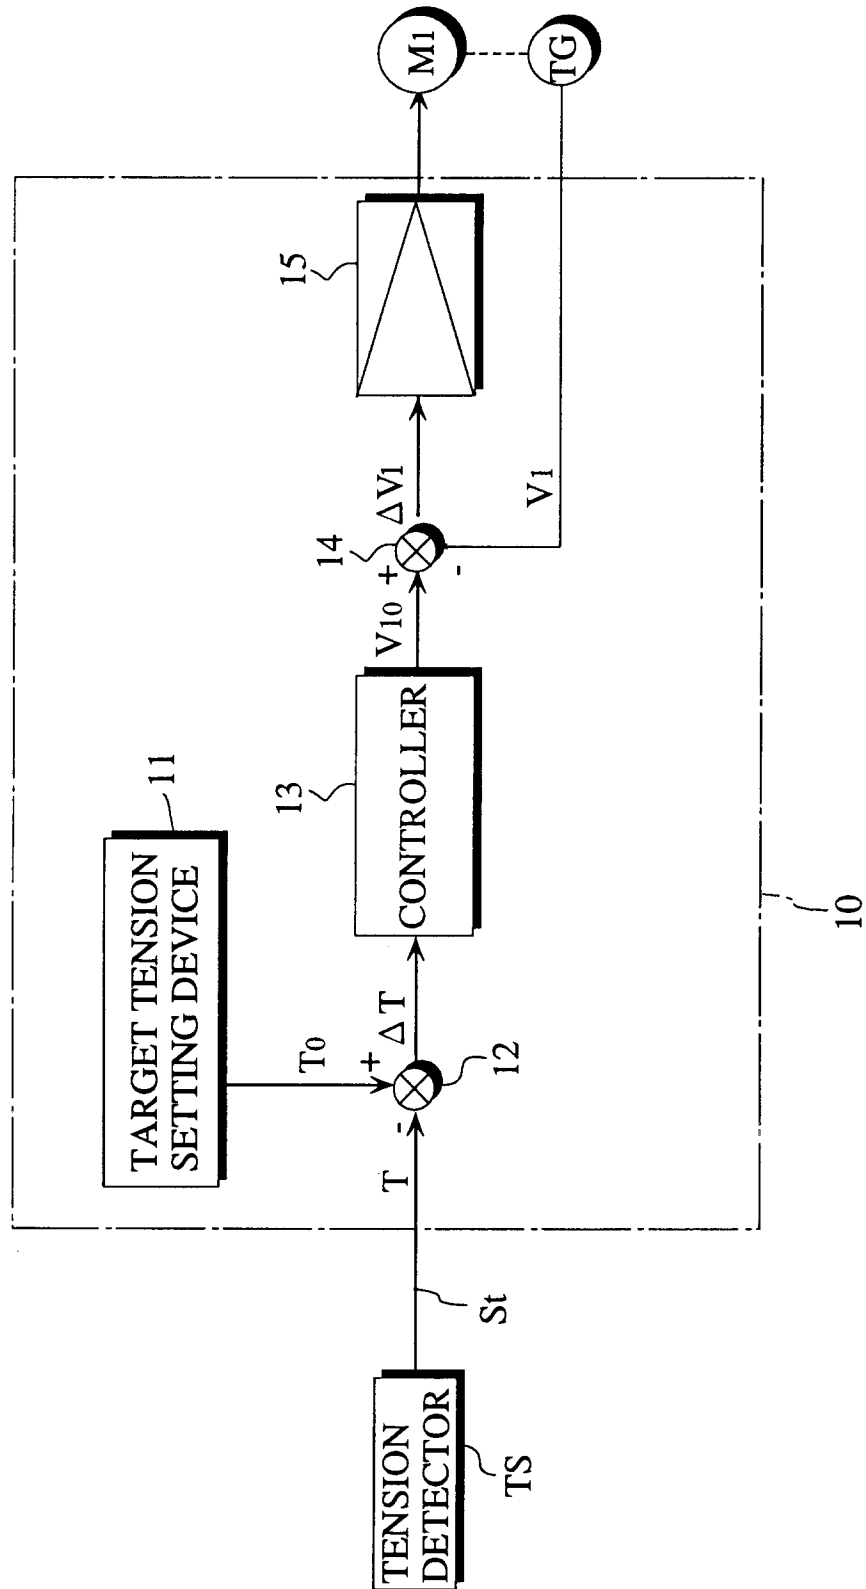 TENSION
DETECTOR
TS
St
T
-
TARGET TENSION
SETTING DEVICE
11
T0
+
12
ΔT
CONTROLLER
13
V10
+
-
14
ΔV1
V1
15
M1
TG
10